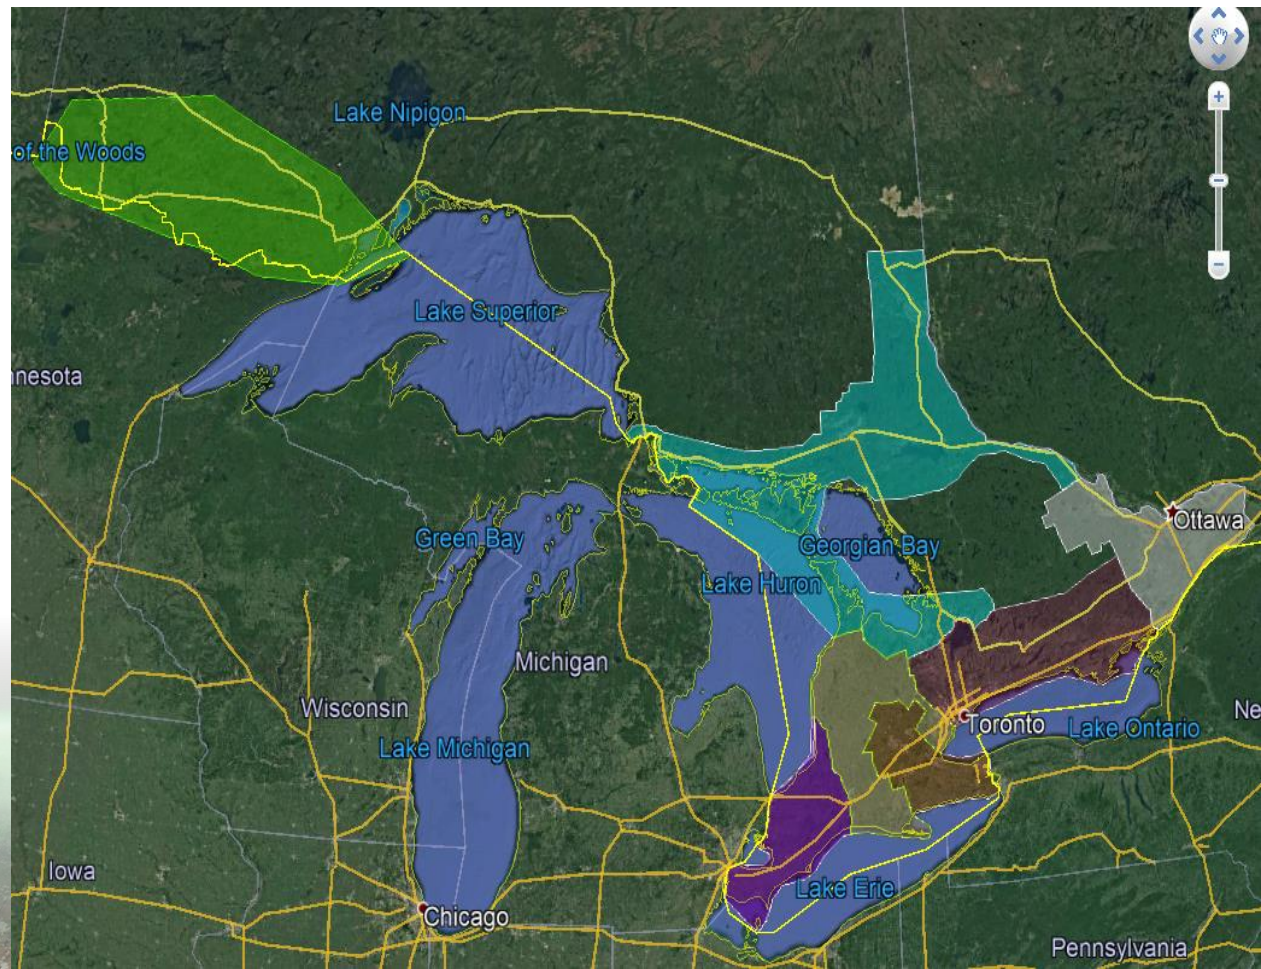 Lake Nipigon
of the Woods
Lake Superior
nnesota
Ottawa
Green Bay
Georgian Bay
Lake Huron
Michigan
Wisconsin
Ne
Toronto
Lake Ontario
Lake Michigan
Iowa
Lake Erie
Chicago
Pennsylvania